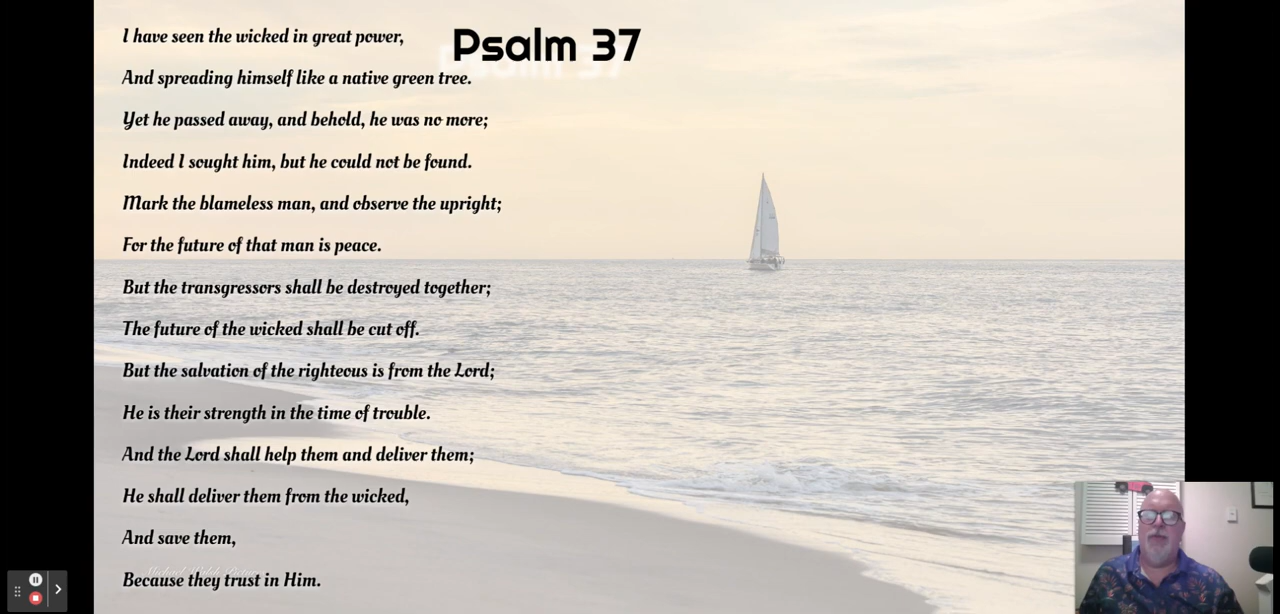 Psalm 37
I have seen the wicked in great power,
And spreading himself like a native green tree.
Yet he passed away, and behold, he was no more;
Indeed I sought him, but he could not be found.
Mark the blameless man, and observe the upright;
For the future of that man is peace.
But the transgressors shall be destroyed together;
The future of the wicked shall be cut off.
But the salvation of the righteous is from the Lord;
He is their strength in the time of trouble.
And the Lord shall help them and deliver them;
He shall deliver them from the wicked,
And save them,
Because they trust in Him.